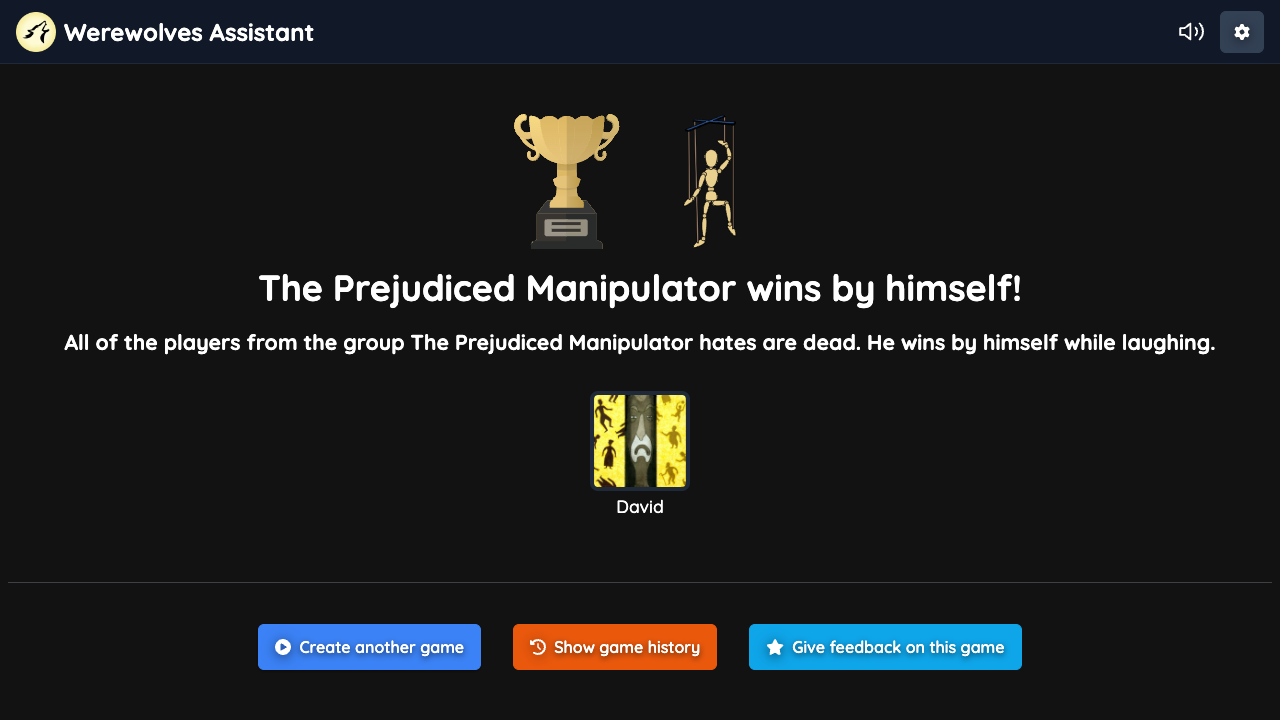 Werewolves Assistant
The Prejudiced Manipulator wins by himself!
All of the players from the group The Prejudiced Manipulator hates are dead. He wins by himself while laughing.
David
Create another game
Show game history
Give feedback on this game